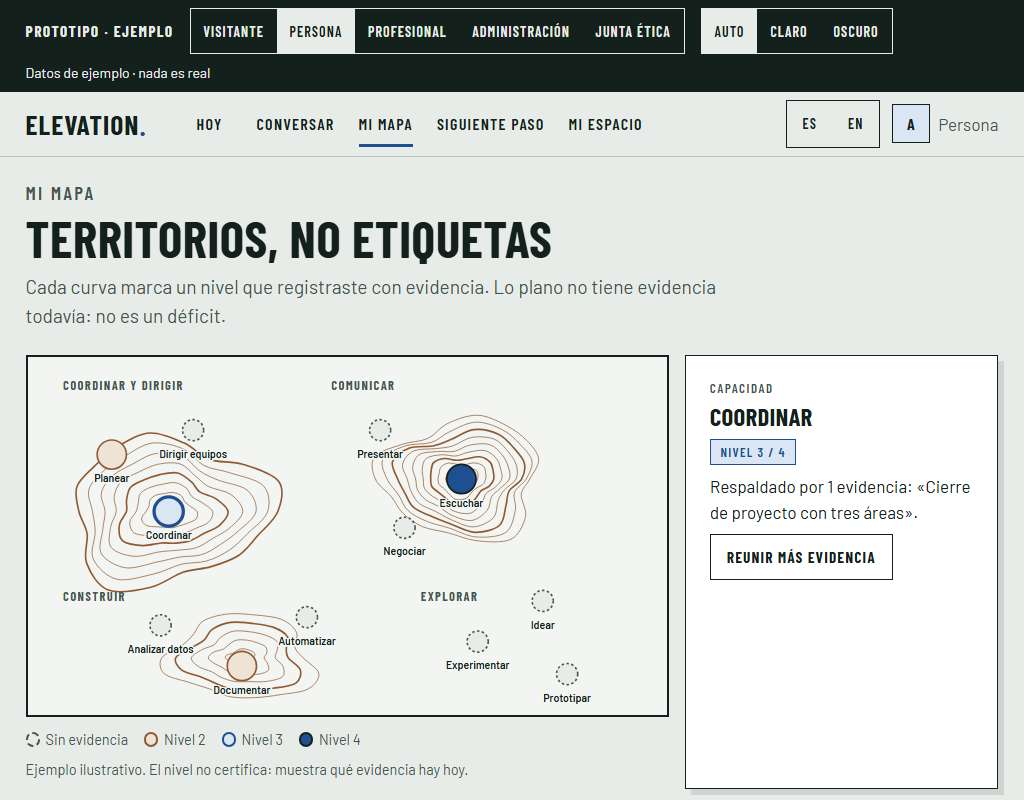 PROTOTIPO · EJEMPLO VISITANTE PERSONA PROFESIONAL ADMINISTRACIÓN JUNTA ÉTICA AUTO CLARO OSCURO
Datos de ejemplo · nada es real
ELEVATION. HOY CONVERSAR MI MAPA SIGUIENTE PASO MI ESPACIO ES EN A Persona
MI MAPA
TERRITORIOS, NO ETIQUETAS
Cada curva marca un nivel que registraste con evidencia. Lo plano no tiene evidencia
todavía: no es un déficit.
COORDINAR Y DIRIGIR
Dirigir equipos
Planear
Coordinar
COMUNICAR
Presentar
Escuchar
Negociar
CONSTRUIR
Analizar datos
Automatizar
Documentar
EXPLORAR
Idear
Experimentar
Prototipar
Sin evidencia Nivel 2 Nivel 3 Nivel 4
Ejemplo ilustrativo. El nivel no certifica: muestra qué evidencia hay hoy.
CAPACIDAD
COORDINAR
NIVEL 3 / 4
Respaldado por 1 evidencia: «Cierre
de proyecto con tres áreas».
REUNIR MÁS EVIDENCIA